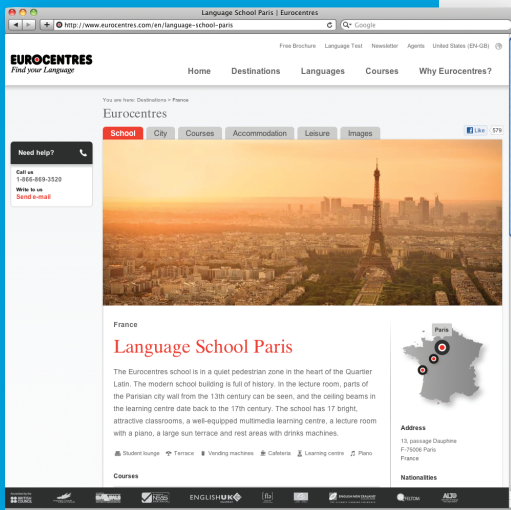 Language School Paris | Eurocentres
http://www.eurocentres.com/en/language-school-paris
Google
Free Brochure Language Test Newsletter Agents United States (EN-GB)
EUROCENTRES
Find your Language
Home Destinations Languages Courses Why Eurocentres?
You are here: Destinations > France
Eurocentres
School City Courses Accommodation Leisure Images
Like 579
Need help?
Call us
1-866-869-3520
Write to us
Send e-mail
France
Language School Paris
The Eurocentres school is in a quiet pedestrian zone in the heart of the Quartier
Latin. The modern school building is full of history. In the lecture room, parts of
the Parisian city wall from the 13th century can be seen, and the ceiling beams in
the learning centre date back to the 17th century. The school has 17 bright,
attractive classrooms, a well-equipped multimedia learning centre, a lecture room
with a piano, a large sun terrace and rest areas with drinks machines.
Student lounge Terrace Vending machines Cafeteria Learning centre Piano
Courses
Paris
Address
13, passage Dauphine
F-75006 Paris
France
Nationalities
BRITISH COUNCIL
ENGLISH UK
ENGLISH NEW ZEALAND
FELTOM
ALTO